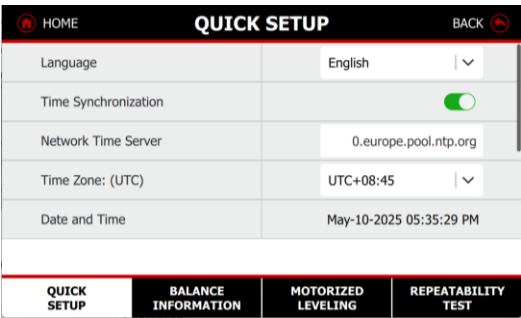 HOME QUICK SETUP BACK
Language English
Time Synchronization
Network Time Server 0.europe.pool.ntp.org
Time Zone: (UTC) UTC+08:45
Date and Time May-10-2025 05:35:29 PM
QUICK SETUP
BALANCE INFORMATION
MOTORIZED LEVELING
REPEATABILITY TEST